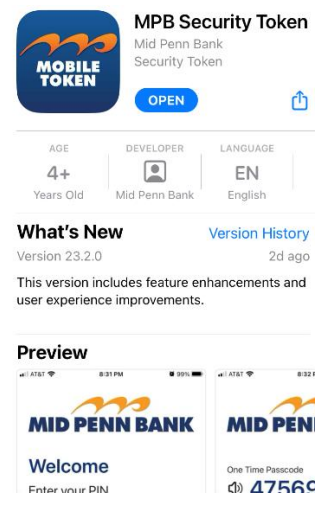 MPB Security Token
Mid Penn Bank
Security Token
MOBILE
TOKEN
OPEN
AGE DEVELOPER LANGUAGE
4+ EN
Years Old Mid Penn Bank English
What's New Version History
Version 23.2.0 2d ago
This version includes feature enhancements and
user experience improvements.
Preview
AT&T 8:31 PM 99% AT&T 8:32
MID PENN BANK MID PEN
Welcome
Enter your PIN
One Time Passcode
47569